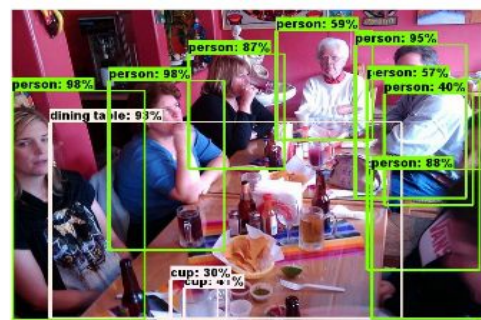 person: 59%
person: 95%
person: 87%
person: 57%
person: 98%
person: 98%
person: 40%
dining table: 93%
person: 88%
cup: 30%